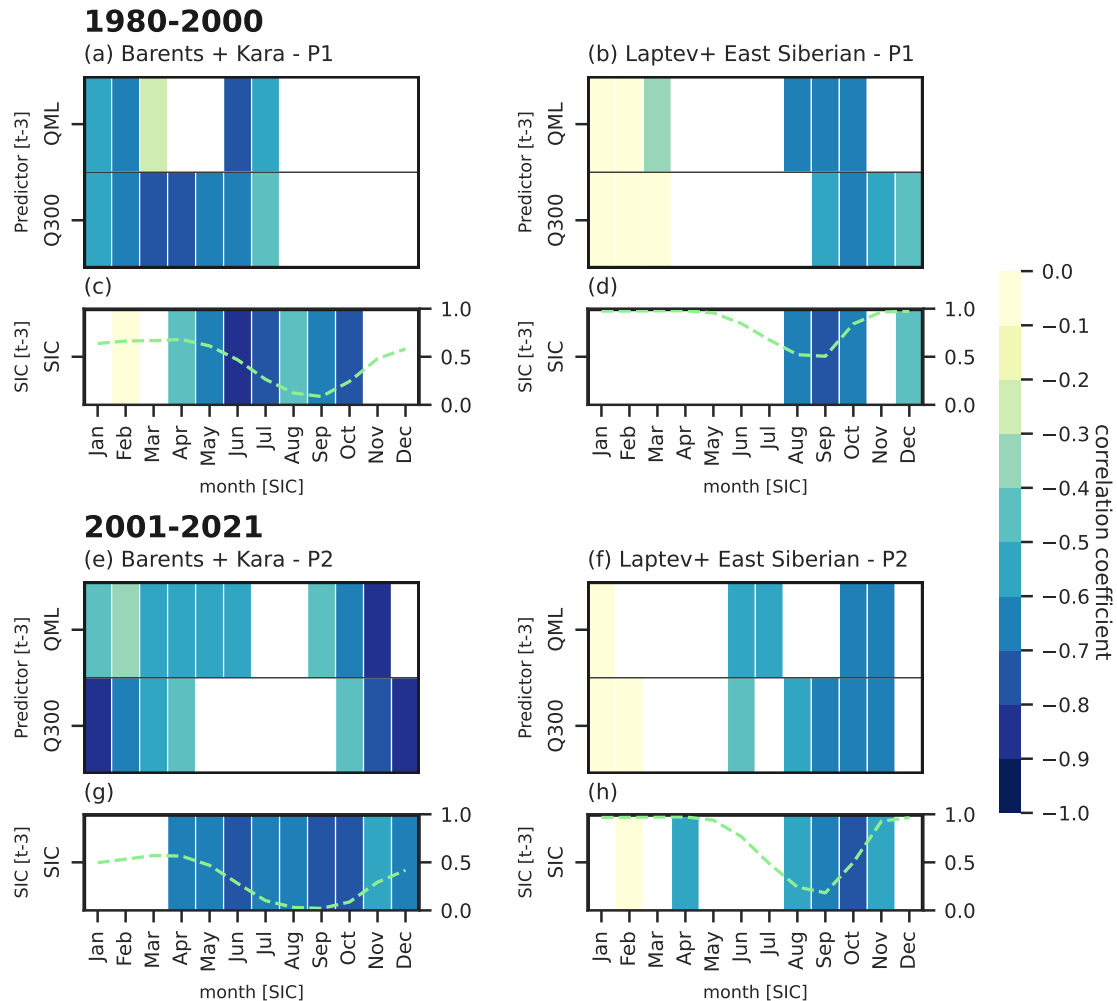 1980-2000
(a) Barents + Kara - P1
(b) Laptev+ East Siberian - P1
Predictor [t-3]
QML
Q300
Predictor [t-3]
QML
Q300
(c)
(d)
SIC [t-3]
SIC
1.0
0.5
0.0
SIC [t-3]
SIC
1.0
0.5
0.0
Jan Feb Mar Apr May Jun Jul Aug Sep Oct Nov Dec
Jan Feb Mar Apr May Jun Jul Aug Sep Oct Nov Dec
month [SIC]
month [SIC]
2001-2021
(e) Barents + Kara - P2
(f) Laptev+ East Siberian - P2
Predictor [t-3]
QML
Q300
Predictor [t-3]
QML
Q300
(g)
(h)
SIC [t-3]
SIC
1.0
0.5
0.0
SIC [t-3]
SIC
1.0
0.5
0.0
Jan Feb Mar Apr May Jun Jul Aug Sep Oct Nov Dec
Jan Feb Mar Apr May Jun Jul Aug Sep Oct Nov Dec
month [SIC]
month [SIC]
0.0
−0.1
−0.2
−0.3
−0.4
−0.5
−0.6
−0.7
−0.8
−0.9
−1.0
correlation coefficient